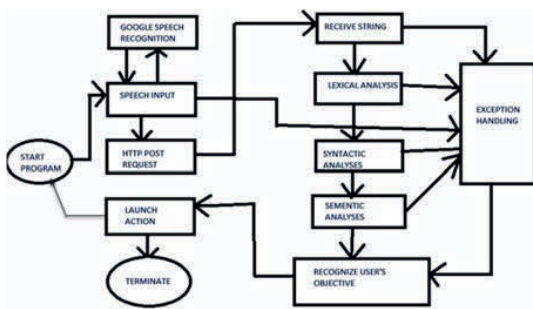 GOOGLE SPEECH
RECOGNITION
RECEIVE STRING
SPEECH INPUT
LEXICAL ANALYSIS
EXCEPTION
HANDLING
HTTP POST
REQUEST
START
PROGRAM
SYNTACTIC
ANALYSES
LAUNCH
ACTION
SEMENTIC
ANALYSES
TERMINATE
RECOGNIZE USER'S
OBJECTIVE